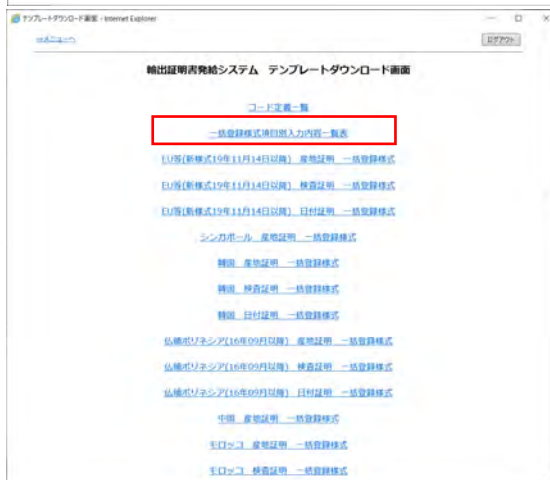 テンプレートダウンロード画面 - Internet Explorer
⇒メニューへ
ログアウト
輸出証明書発給システム テンプレートダウンロード画面
コード定義一覧
一括登録様式項目別入力内容一覧表
EU等(新様式19年11月14日以降) 産地証明 一括登録様式
EU等(新様式19年11月14日以降) 検査証明 一括登録様式
EU等(新様式19年11月14日以降) 日付証明 一括登録様式
シンガポール 産地証明 一括登録様式
韓国 産地証明 一括登録様式
韓国 検査証明 一括登録様式
韓国 日付証明 一括登録様式
仏領ポリネシア(16年09月以降) 産地証明 一括登録様式
仏領ポリネシア(16年09月以降) 検査証明 一括登録様式
仏領ポリネシア(16年09月以降) 日付証明 一括登録様式
中国 産地証明 一括登録様式
モロッコ 産地証明 一括登録様式
モロッコ 検査証明 一括登録様式